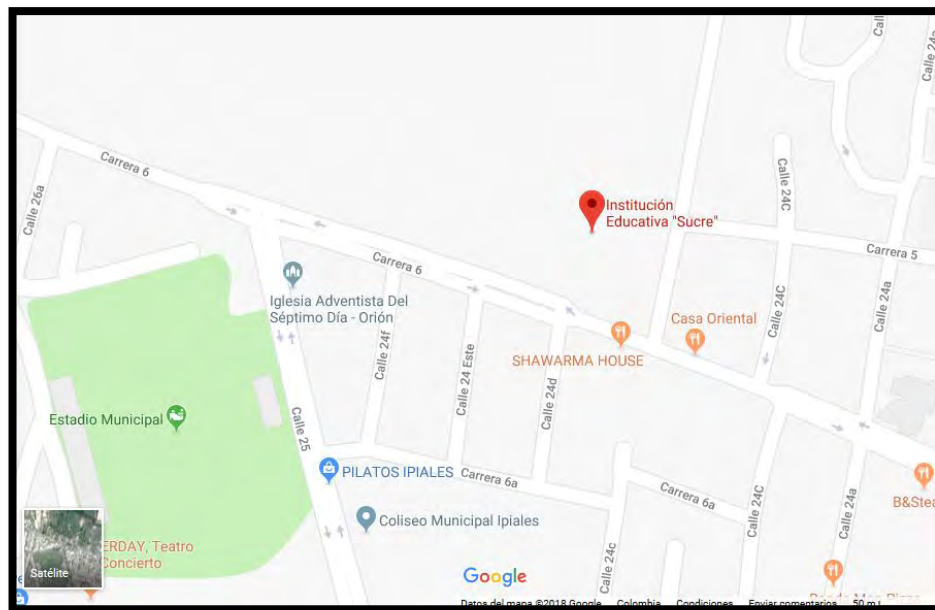 Carrera 6
Calle 26a
Calle 24a
Calle 24C
Institución
Educativa "Sucre"
Carrera 5
Carrera 6
Iglesia Adventista Del
Séptimo Día - Orión
Calle 24f
Calle 24 Este
Calle 24d
Calle 24C
Calle 24a
Casa Oriental
SHAWARMA HOUSE
Estadio Municipal
Calle 25
PILATOS IPIALES
Carrera 6a
Carrera 6a
Calle 24C
Calle 24a
B&Stea
Coliseo Municipal Ipiales
Calle 24c
ERDAY, Teatro
Concierto
Satélite
Google
Datos del mapa ©2018 Google Colombia Condiciones Enviar comentarios 50 m